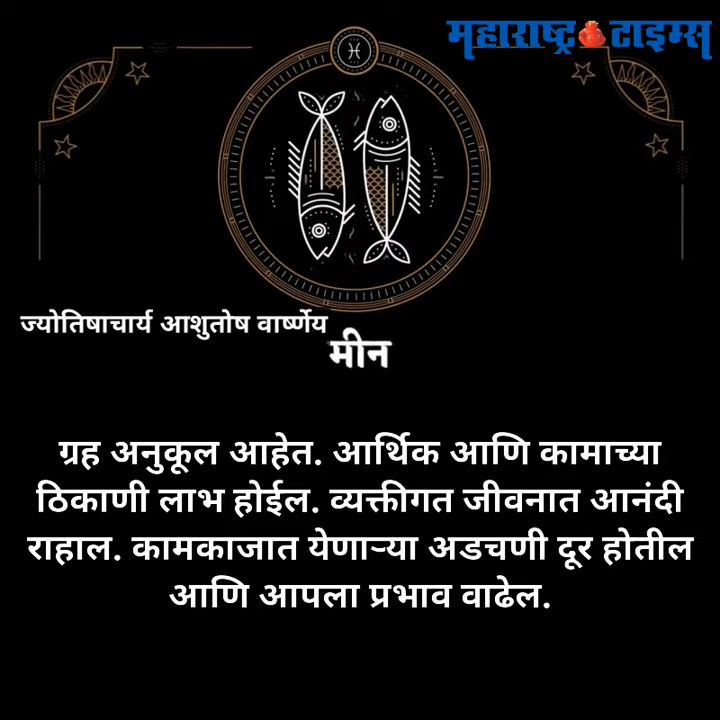 महाराष्ट्र टाइम्स
♓
ज्योतिषाचार्य आशुतोष वार्ष्णेय
मीन
ग्रह अनुकूल आहेत. आर्थिक आणि कामाच्या
ठिकाणी लाभ होईल. व्यक्तीगत जीवनात आनंदी
राहाल. कामकाजात येणाऱ्या अडचणी दूर होतील
आणि आपला प्रभाव वाढेल.